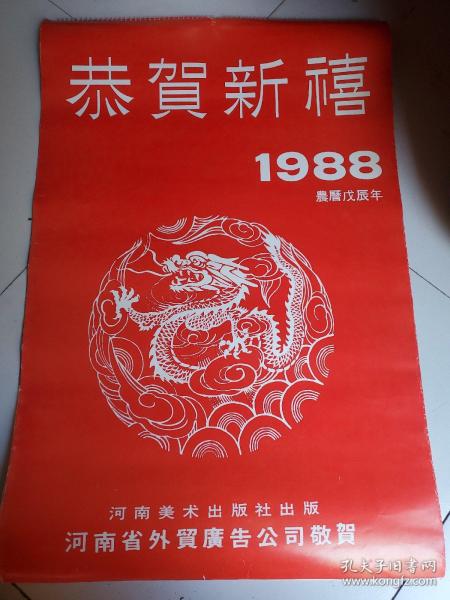 恭賀新禧
1988
農曆戊辰年
河南美术出版社出版
河南省外貿廣告公司敬賀
孔夫子旧书网
www.kongfz.com